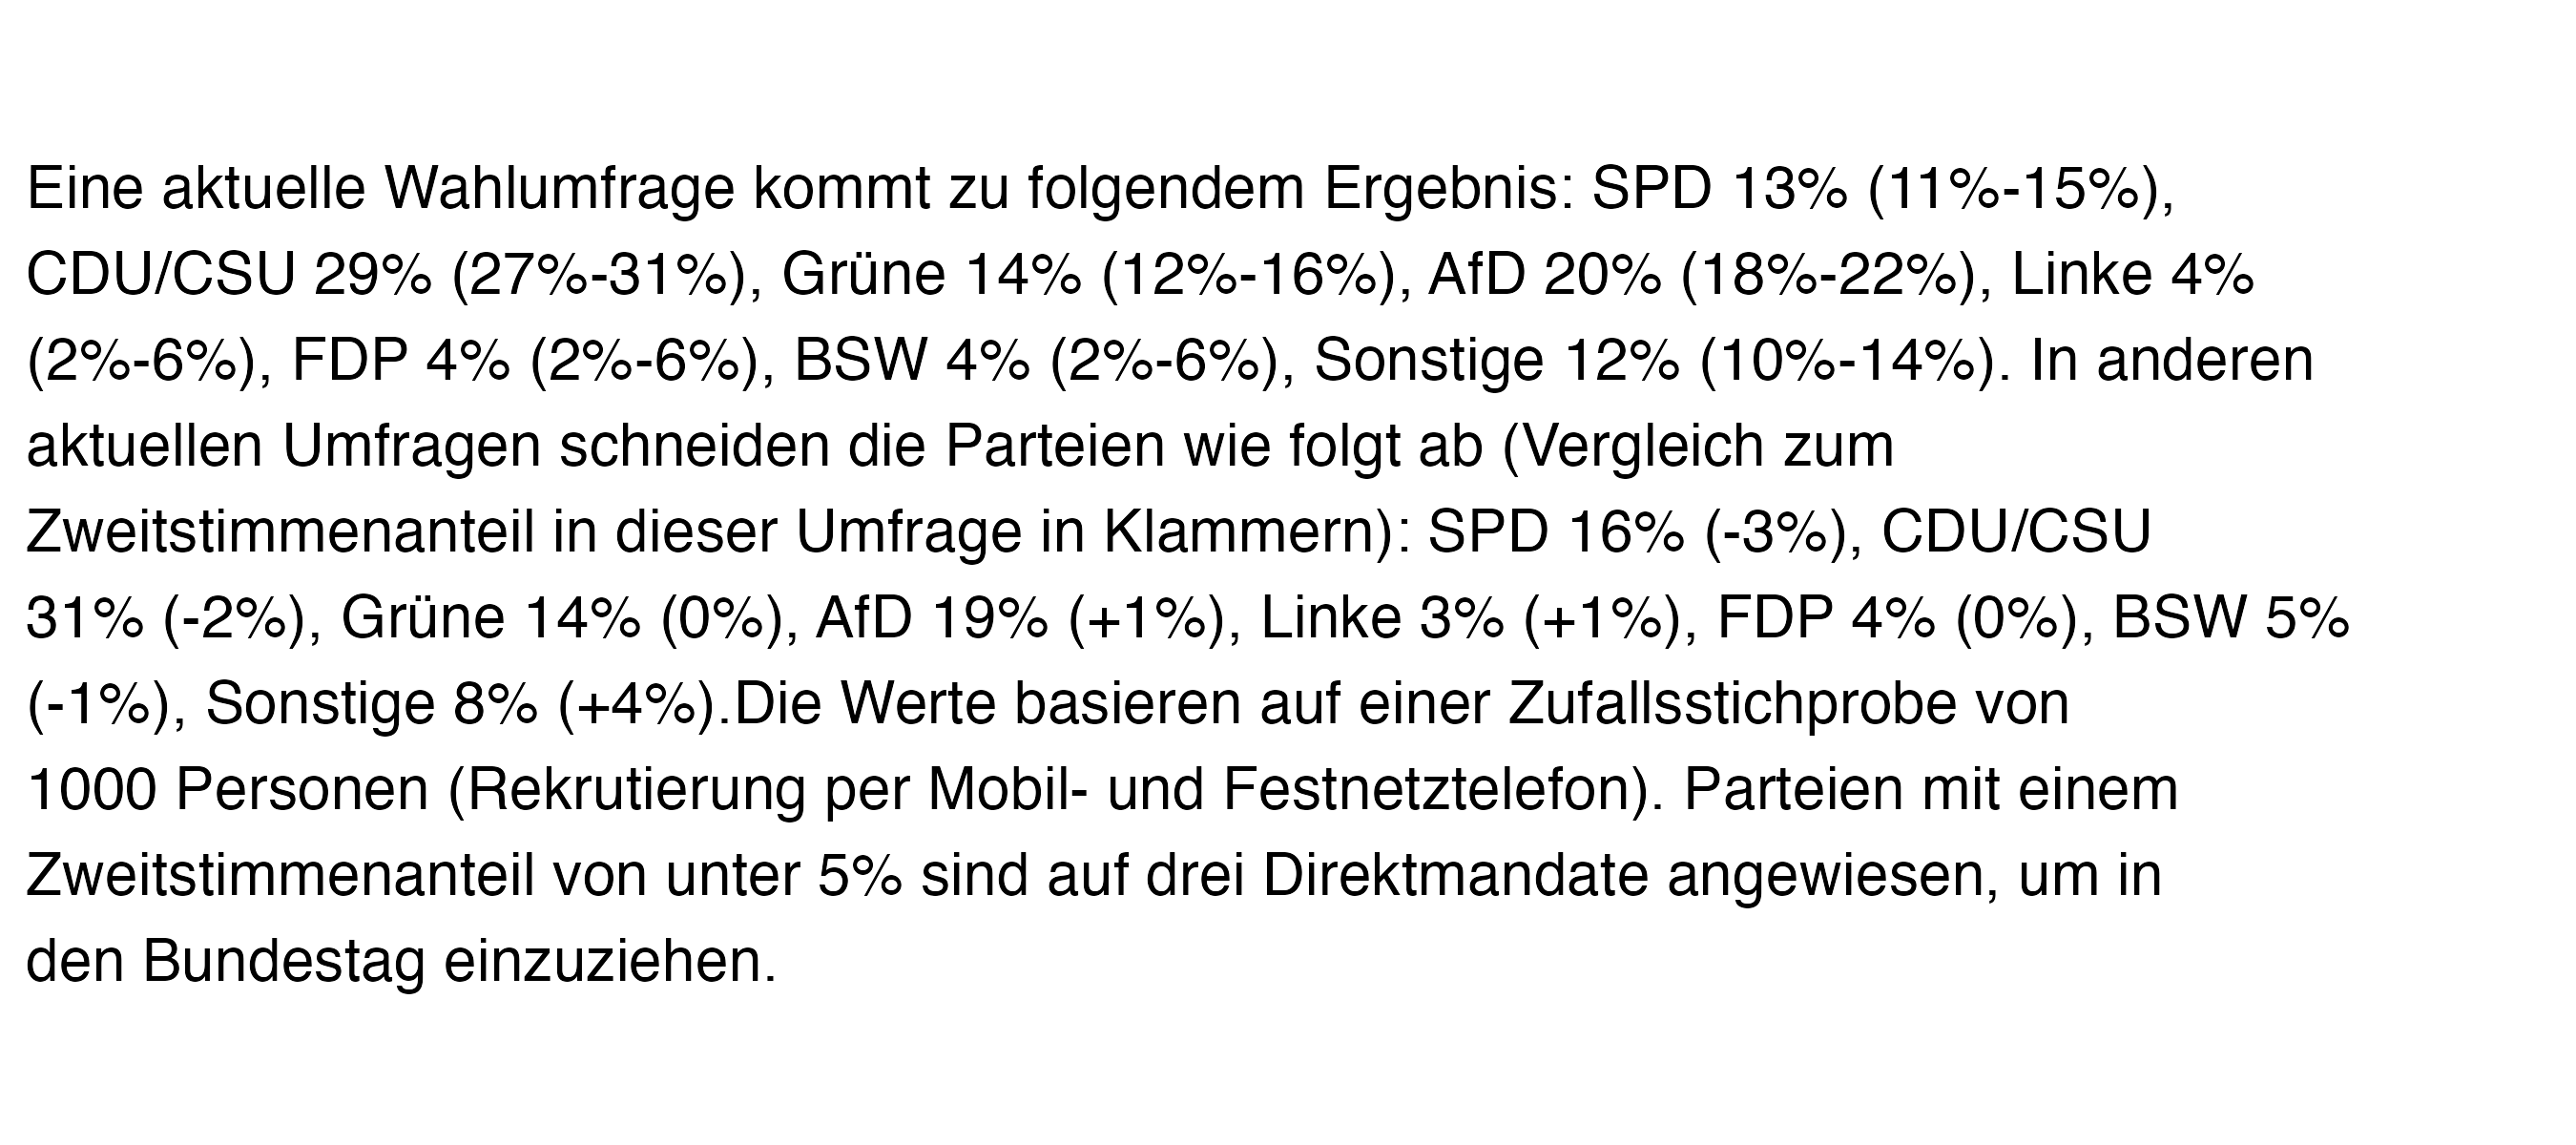 Eine aktuelle Wahlumfrage kommt zu folgendem Ergebnis: SPD 13% (11%-15%),
CDU/CSU 29% (27%-31%), Grüne 14% (12%-16%), AfD 20% (18%-22%), Linke 4%
(2%-6%), FDP 4% (2%-6%), BSW 4% (2%-6%), Sonstige 12% (10%-14%). In anderen
aktuellen Umfragen schneiden die Parteien wie folgt ab (Vergleich zum
Zweitstimmenanteil in dieser Umfrage in Klammern): SPD 16% (-3%), CDU/CSU
31% (-2%), Grüne 14% (0%), AfD 19% (+1%), Linke 3% (+1%), FDP 4% (0%), BSW 5%
(-1%), Sonstige 8% (+4%).Die Werte basieren auf einer Zufallsstichprobe von
1000 Personen (Rekrutierung per Mobil- und Festnetztelefon). Parteien mit einem
Zweitstimmenanteil von unter 5% sind auf drei Direktmandate angewiesen, um in
den Bundestag einzuziehen.